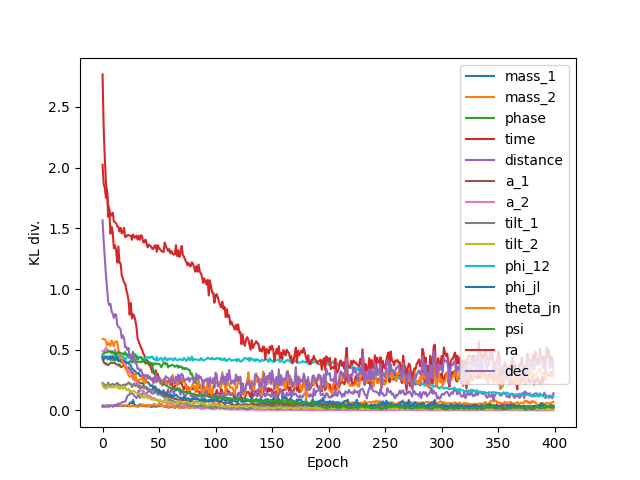 KL div.
2.5
2.0
1.5
1.0
0.5
0.0
0 50 100 150 200 250 300 350 400
Epoch
mass_1
mass_2
phase
time
distance
a_1
a_2
tilt_1
tilt_2
phi_12
phi_jl
theta_jn
psi
ra
dec